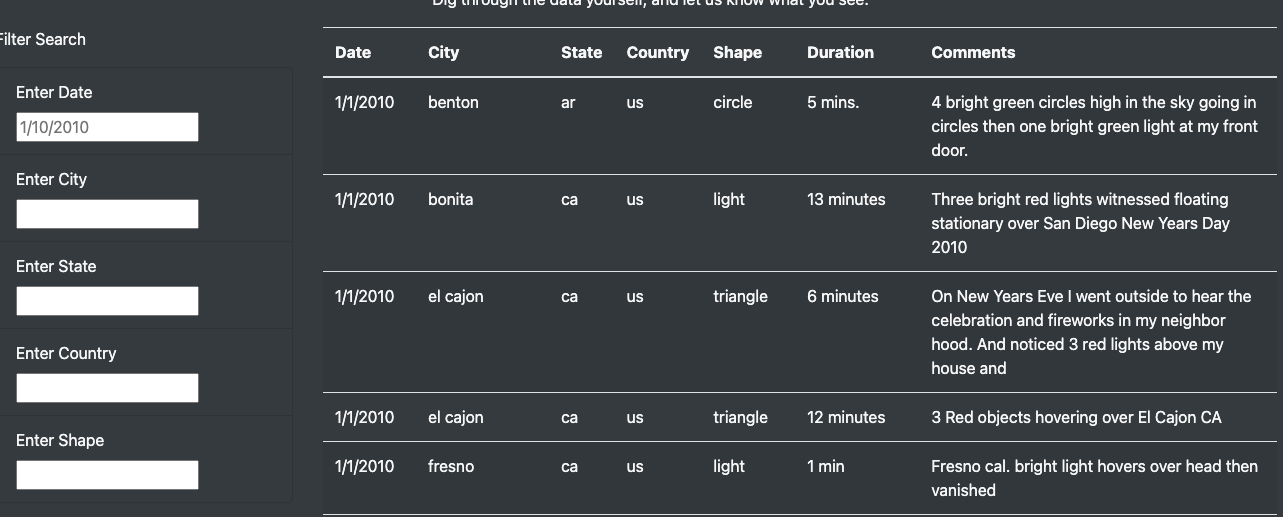 Dig through the data yourself, and let us know what you see.
Filter Search
Enter Date
1/10/2010
Enter City
Enter State
Enter Country
Enter Shape
Date City State Country Shape Duration Comments
1/1/2010 benton ar us circle 5 mins. 4 bright green circles high in the sky going in
circles then one bright green light at my front
door.
1/1/2010 bonita ca us light 13 minutes Three bright red lights witnessed floating
stationary over San Diego New Years Day
2010
1/1/2010 el cajon ca us triangle 6 minutes On New Years Eve I went outside to hear the
celebration and fireworks in my neighbor
hood. And noticed 3 red lights above my
house and
1/1/2010 el cajon ca us triangle 12 minutes 3 Red objects hovering over El Cajon CA
1/1/2010 fresno ca us light 1 min Fresno cal. bright light hovers over head then
vanished